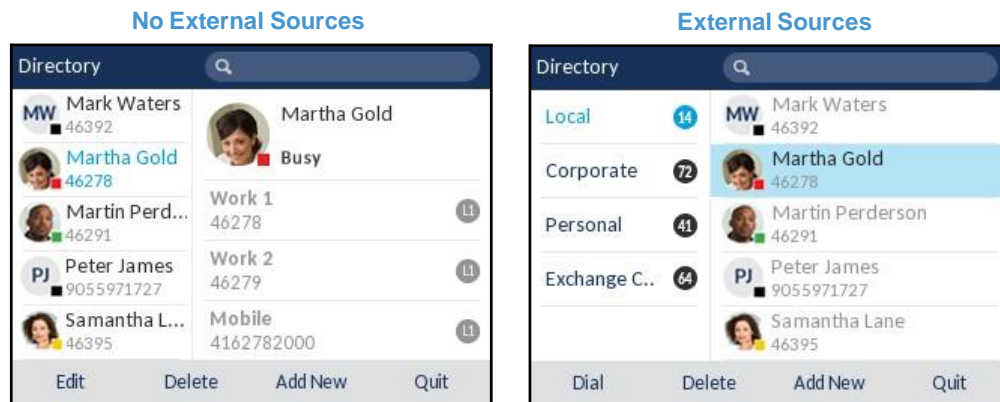 No External Sources
Directory
MW
Mark Waters
46392
Martha Gold
46278
Martin Perd...
46291
PJ
Peter James
9055971727
Samantha L...
46395
Martha Gold
Busy
Work 1
46278
L1
Work 2
46279
L1
Mobile
4162782000
L1
Edit Delete Add New Quit
External Sources
Directory
Local 14
Corporate 72
Personal 41
Exchange C.. 64
MW
Mark Waters
46392
Martha Gold
46278
Martin Perderson
46291
PJ
Peter James
9055971727
Samantha Lane
46395
Dial Delete Add New Quit